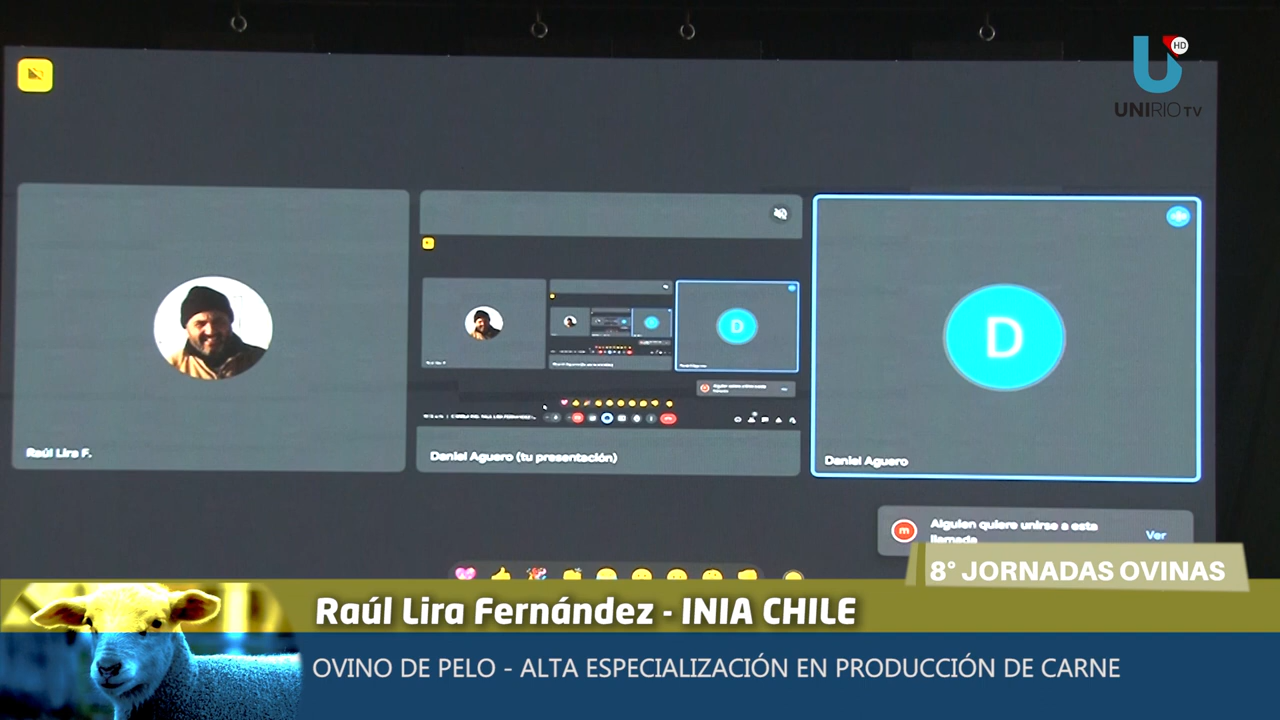 HD
UNIRIO TV
Raúl Lira F.
Daniel Aguero (tu presentación)
D
D
Daniel Aguero
m
Alguien quiere unirse a esta
llamada
Ver
8° JORNADAS OVINAS
Raúl Lira Fernández - INIA CHILE
OVINO DE PELO - ALTA ESPECIALIZACIÓN EN PRODUCCIÓN DE CARNE